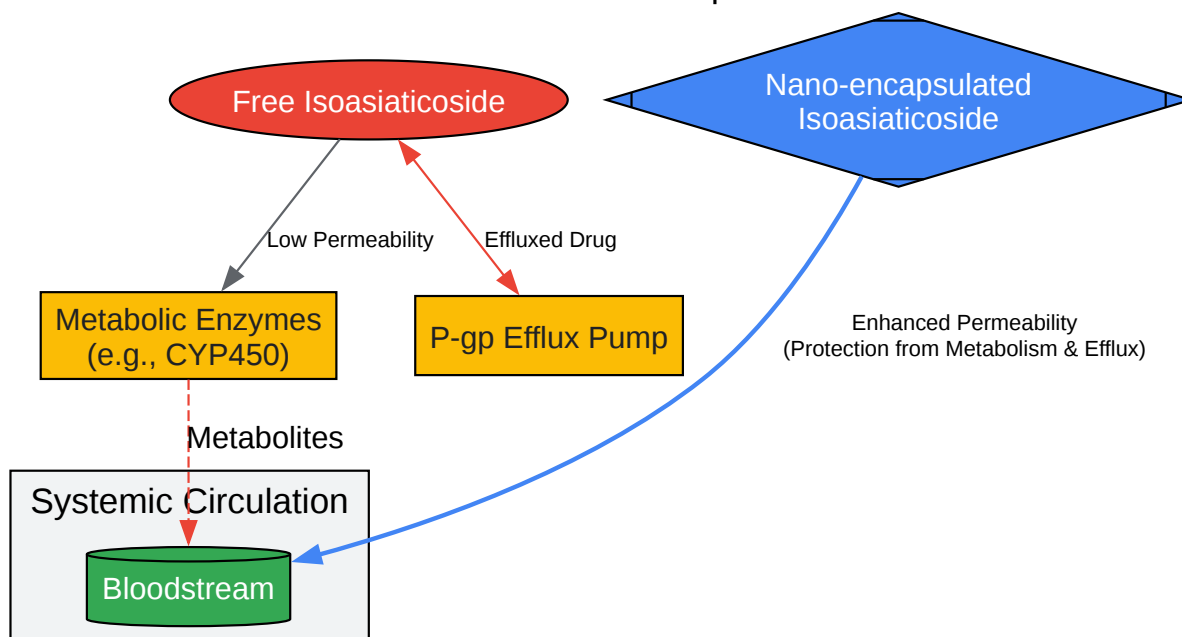 Free Isoasiaticoside
Nano-encapsulated
Isoasiaticoside
Low Permeability
Effluxed Drug
Metabolic Enzymes
(e.g., CYP450)
P-gp Efflux Pump
Enhanced Permeability
(Protection from Metabolism & Efflux)
Metabolites
Systemic Circulation
Bloodstream